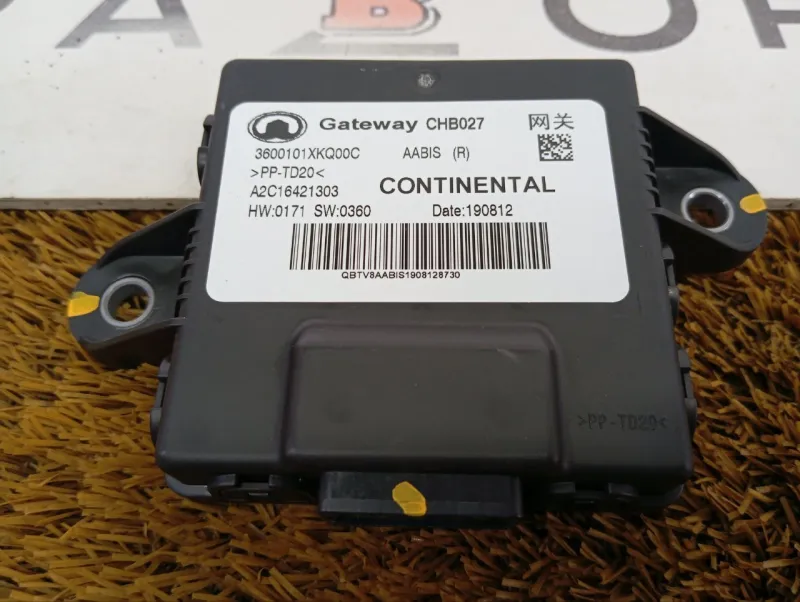 Gateway CHB027 网关
3600101XKQ00C AABIS (R)
>PP-TD20<
A2C16421303 CONTINENTAL
HW:0171 SW:0360 Date:190812
QBTV8AABIS1908128730
>PP-TD20<